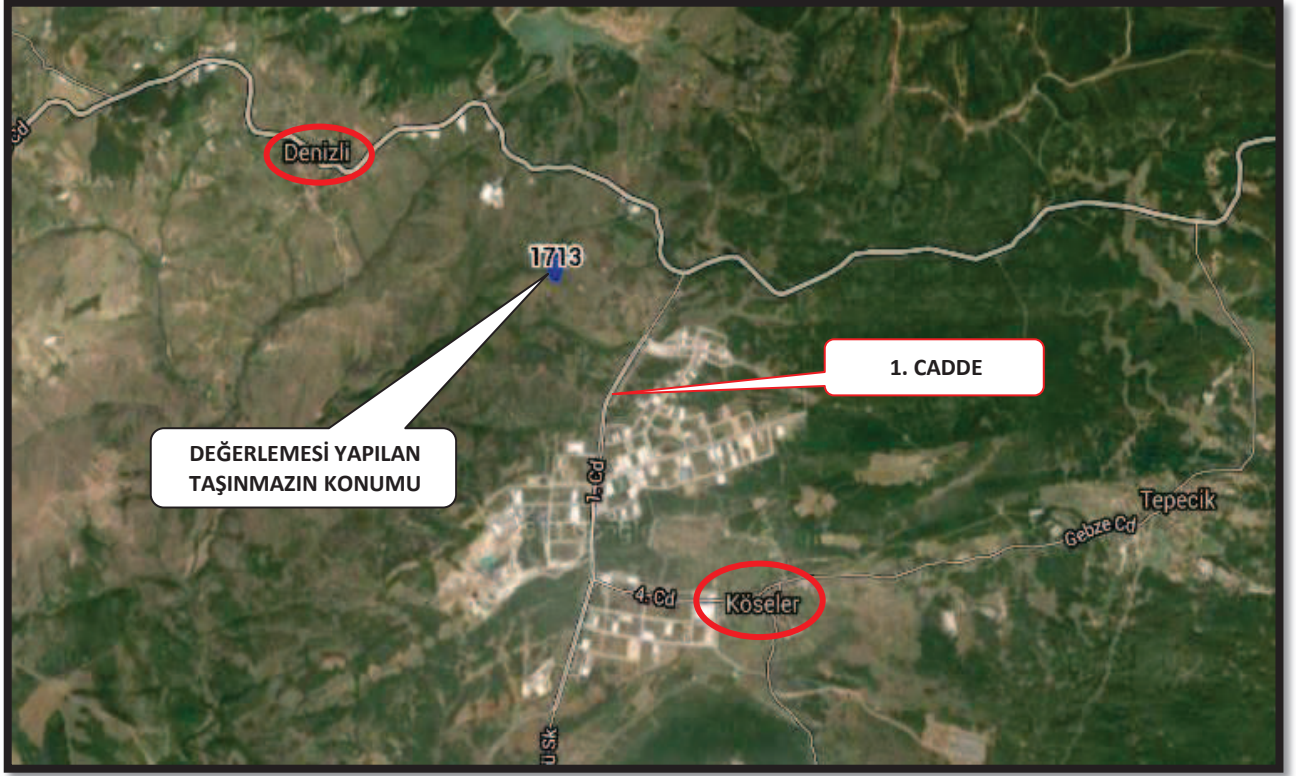 Cd
Denizli
1713
1. CADDE
DEĞERLEMESİ YAPILAN
TAŞINMAZIN KONUMU
1. Cd
Tepecik
Gebze Cd
4. Cd
Köseler
ü Sk